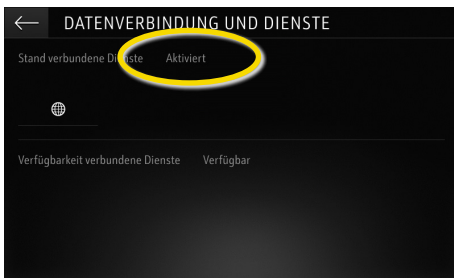 DATENVERBINDUNG UND DIENSTE
Stand verbundene Dienste Aktiviert
Verfügbarkeit verbundene Dienste Verfügbar